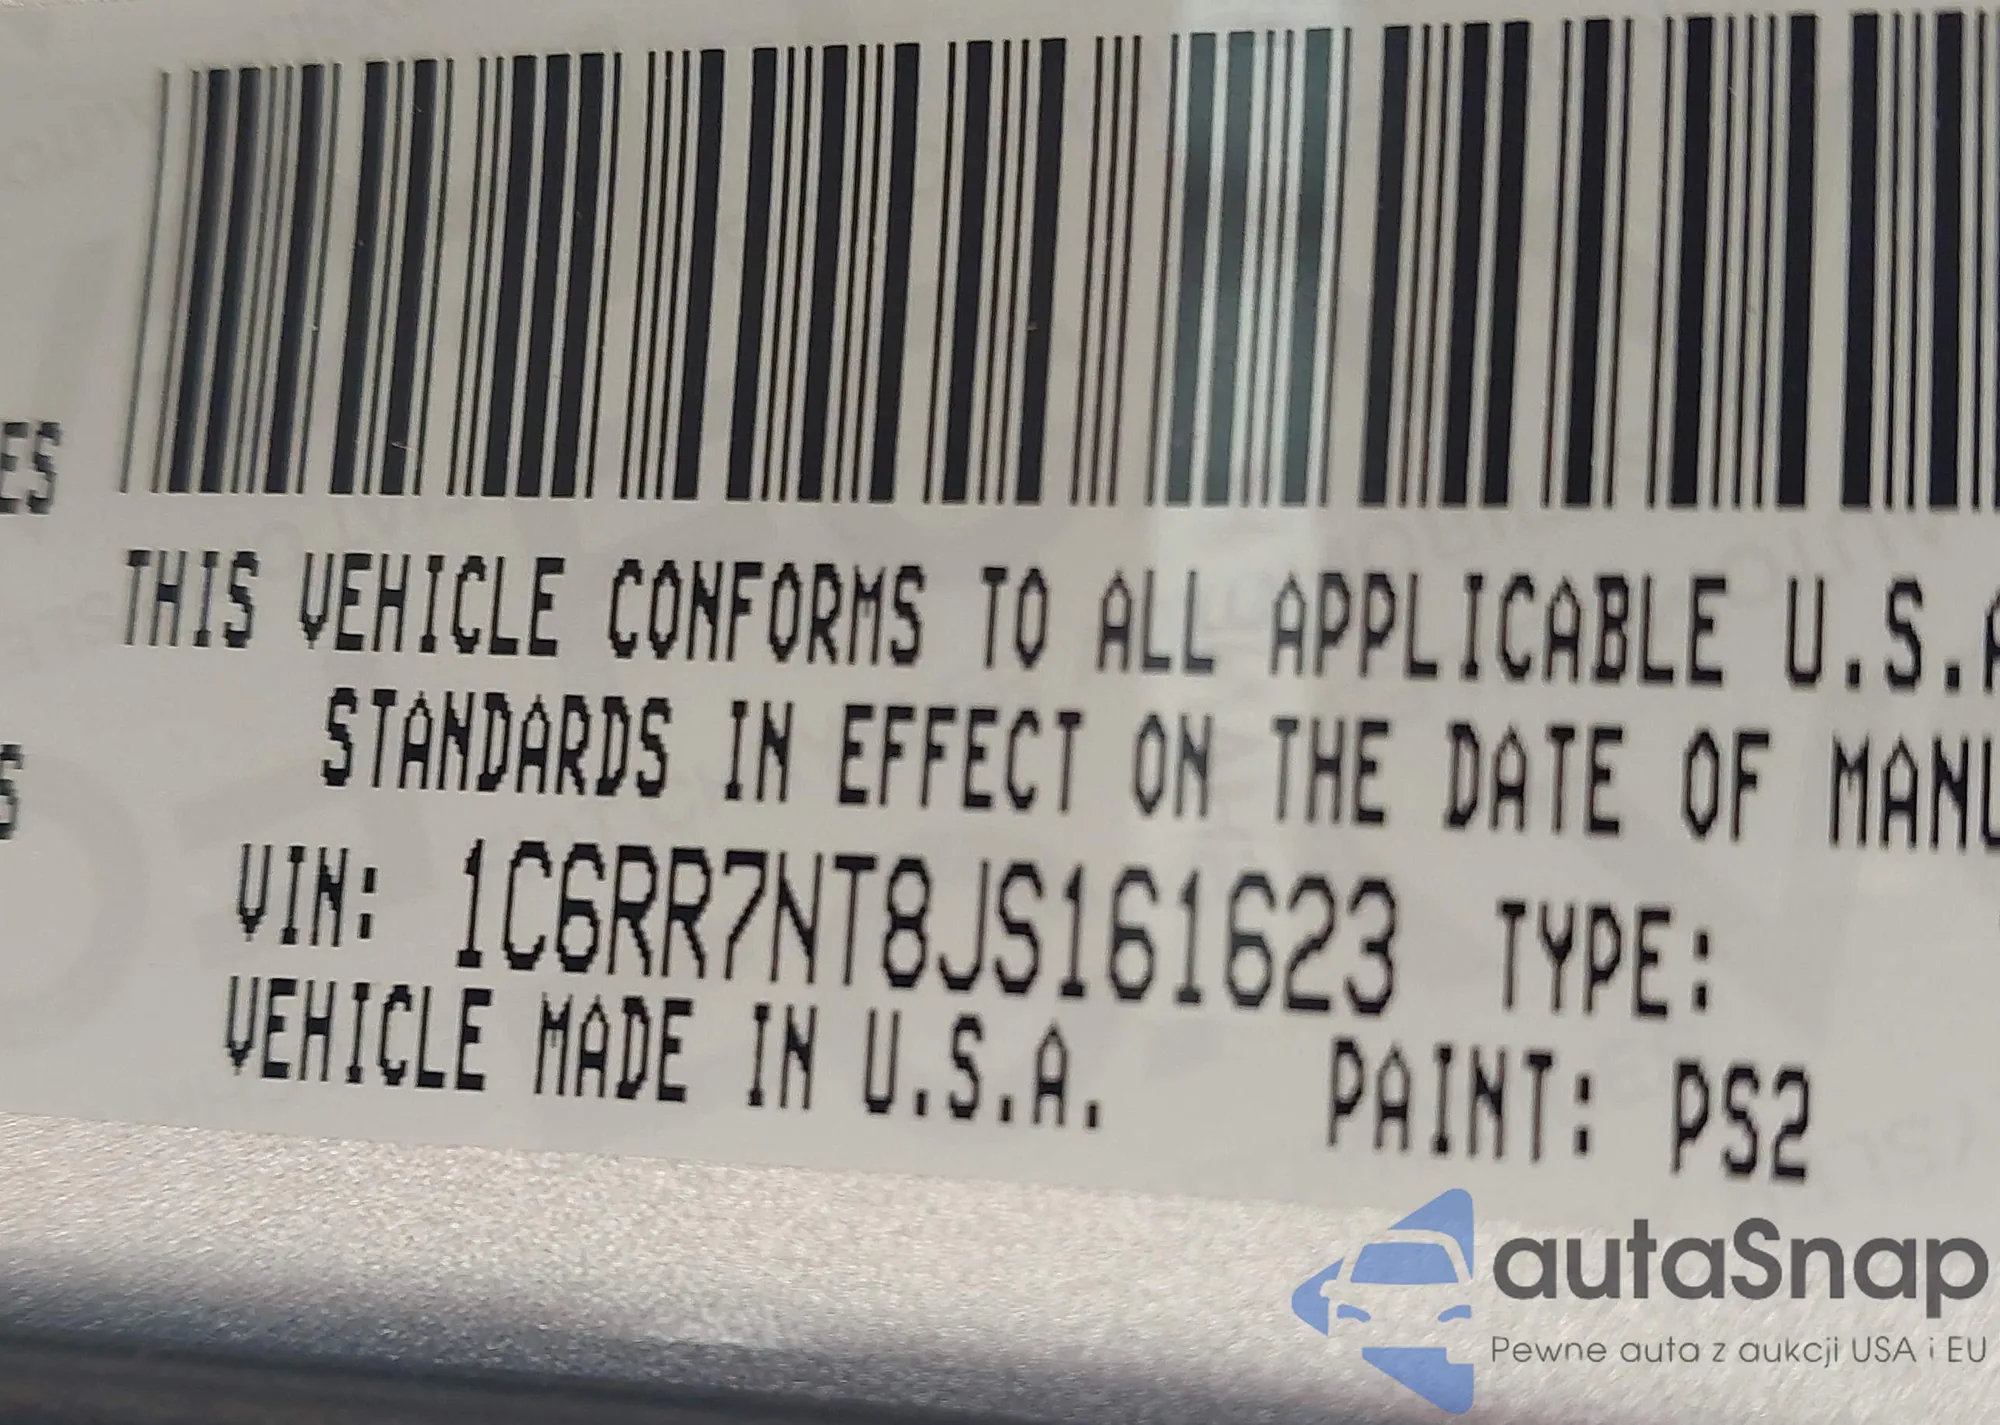 ES
THIS VEHICLE CONFORMS TO ALL APPLICABLE U.S.A
STANDARDS IN EFFECT ON THE DATE OF MANU
S
VIN: 1C6RR7NT8JS161623 TYPE:
VEHICLE MADE IN U.S.A. PAINT: PS2
autaSnap
Pewne auta z aukcji USA i EU